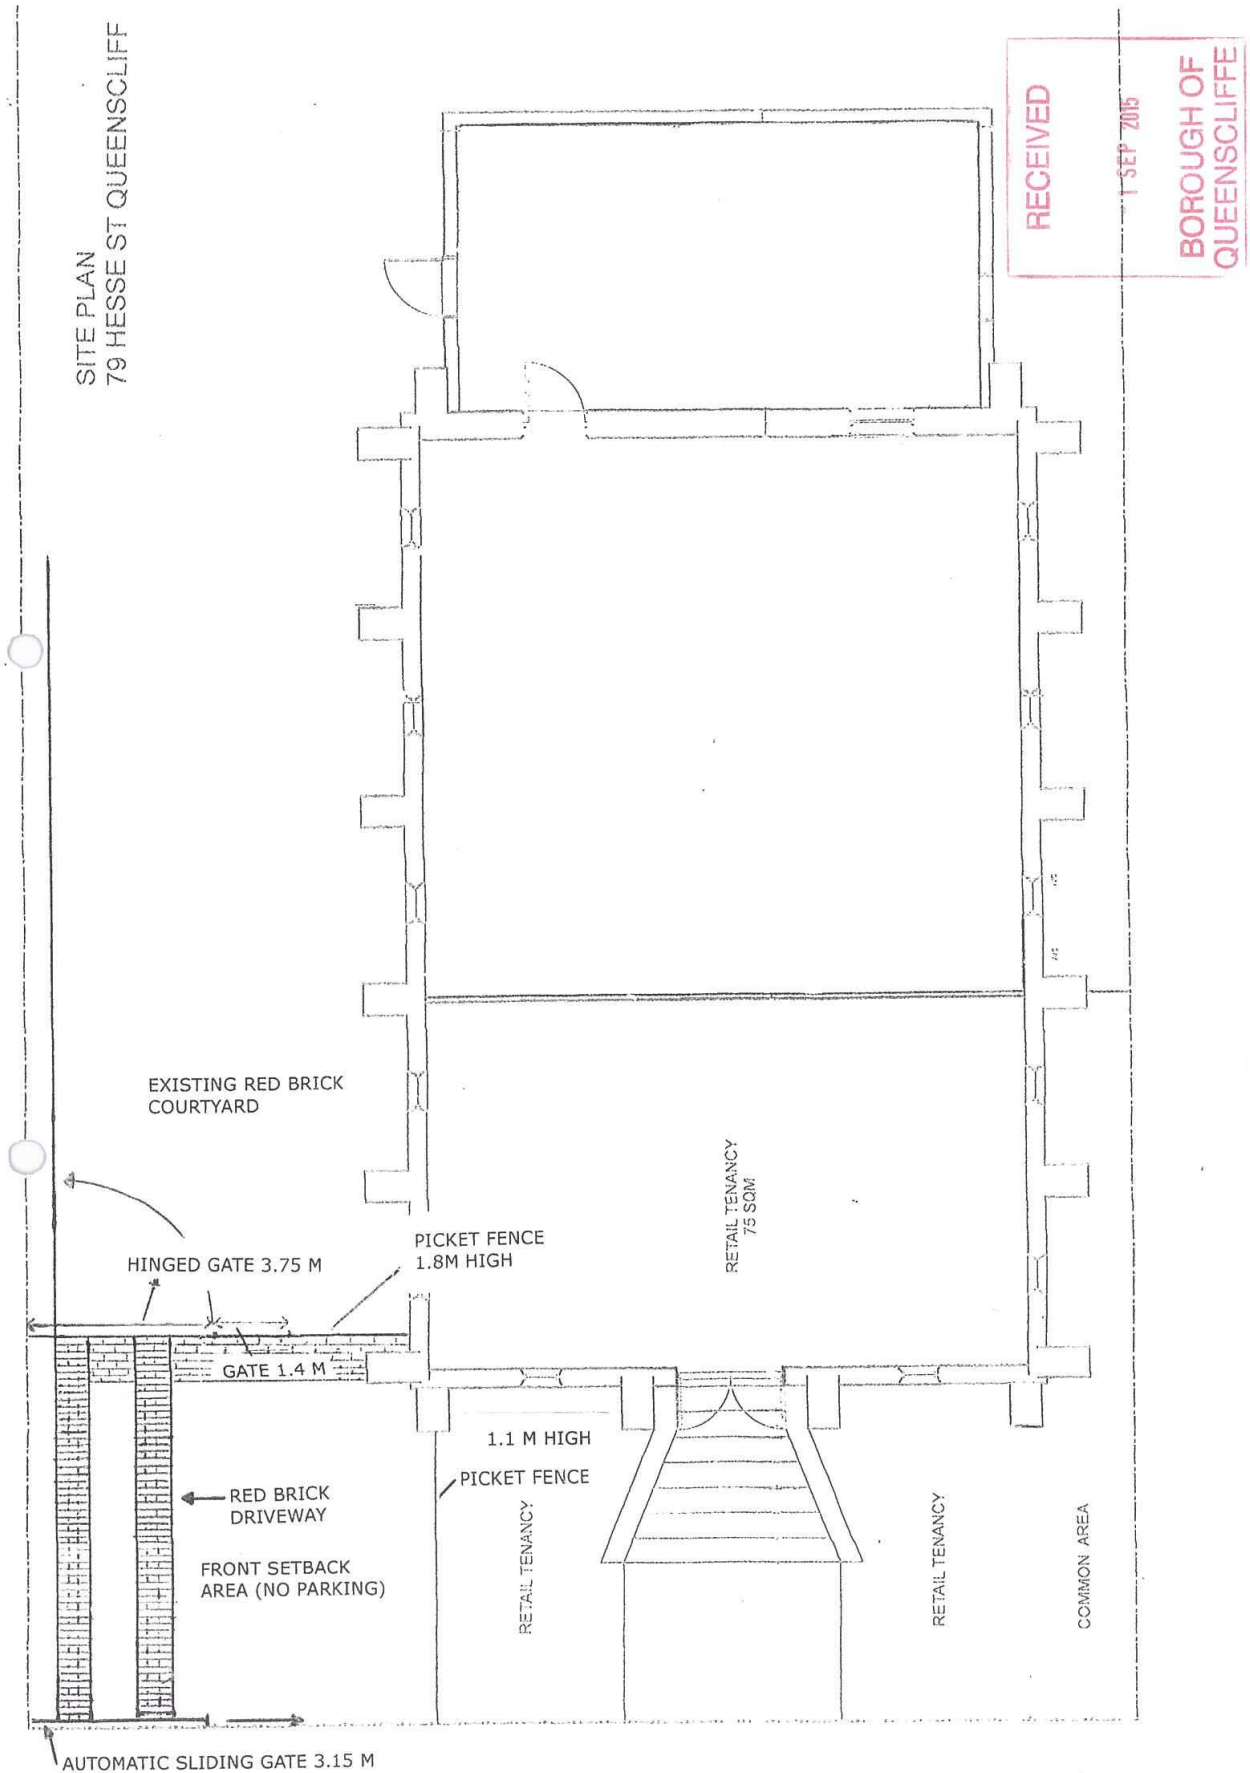 SITE PLAN
79 HESSE ST QUEENSCLIFF
RECEIVED
- 1 SEP 2015
BOROUGH OF
QUEENSCLIFFE
EXISTING RED BRICK
COURTYARD
HINGED GATE 3.75 M
PICKET FENCE
1.8M HIGH
GATE 1.4 M
RETAIL TENANCY
75 SQM
1.1 M HIGH
PICKET FENCE
RED BRICK
DRIVEWAY
FRONT SETBACK
AREA (NO PARKING)
RETAIL TENANCY
RETAIL TENANCY
COMMON AREA
AUTOMATIC SLIDING GATE 3.15 M